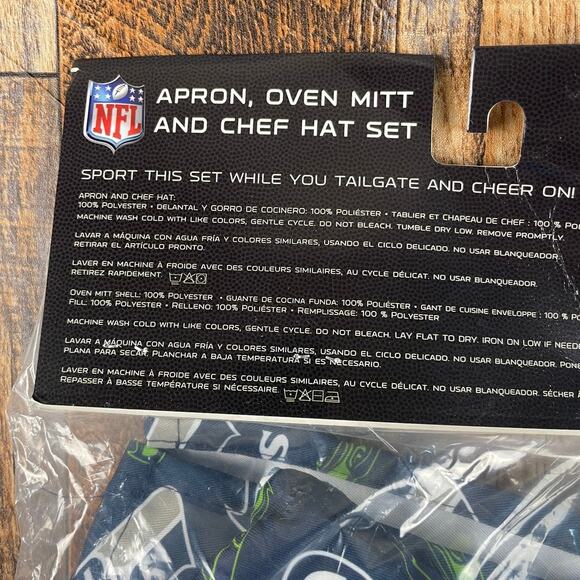 NFL
APRON, OVEN MITT
AND CHEF HAT SET
SPORT THIS SET WHILE YOU TAILGATE AND CHEER ON
APRON AND CHEF HAT:
100% POLYESTER • DELANTAL Y GORRO DE COCINERO: 100% POLIÉSTER • TABLIER ET CHAPEAU DE CHEF : 100 % PO
MACHINE WASH COLD WITH LIKE COLORS, GENTLE CYCLE. DO NOT BLEACH. TUMBLE DRY LOW. REMOVE PROMPTLY.
LAVAR A MÁQUINA CON AGUA FRÍA Y COLORES SIMILARES, USANDO EL CICLO DELICADO. NO USAR BLANQUEADOR
RETIRAR EL ARTÍCULO PRONTO.
LAVER EN MACHINE À FROIDE AVEC DES COULEURS SIMILAIRES, AU CYCLE DÉLICAT. NO USAR BLANQUEADOR.
RETIREZ RAPIDEMENT.
OVEN MITT SHELL: 100% POLYESTER • GUANTE DE COCINA FUNDA: 100% POLIÉSTER • GANT DE CUISINE ENVELOPPE : 100 % PO
FILL: 100% POLYESTER • RELLENO: 100% POLIÉSTER • REMPLISSAGE: 100 % POLYESTER
MACHINE WASH COLD WITH LIKE COLORS, GENTLE CYCLE. DO NOT BLEACH. LAY FLAT TO DRY. IRON ON LOW IF NEED
LAVAR A MÁQUINA CON AGUA FRÍA Y COLORES SIMILARES, USANDO EL CICLO DELICADO. NO USAR BLANQUEADOR. PONE
PLANA PARA SECAR PLANCHAR A BAJA TEMPERATURA SI ES NECESARIO.
LAVER EN MACHINE À FROIDE AVEC DES COULEURS SIMILAIRES, AU CYCLE DÉLICAT. NO USAR BLANQUEADOR. SÉCHER À
REPASSER À BASSE TEMPÉRATURE SI NÉCESSAIRE.